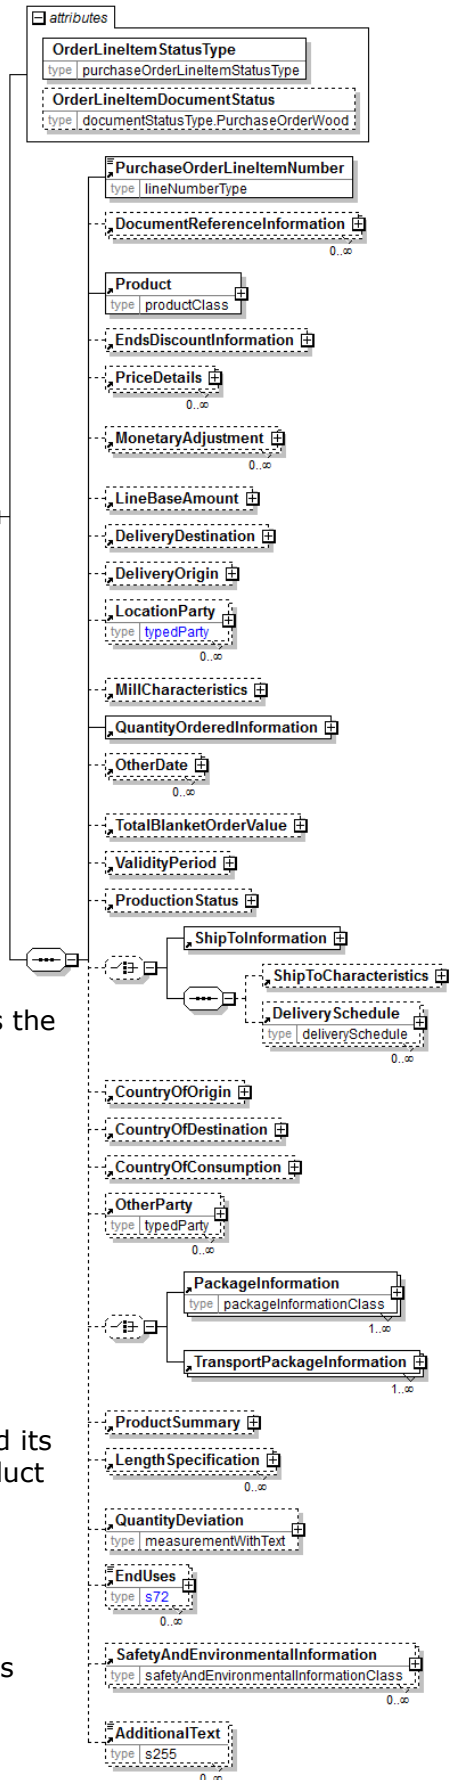 attributes
OrderLineItemStatusType
type purchaseOrderLineItemStatusType
OrderLineItemDocumentStatus
type documentStatusType.PurchaseOrderWood
PurchaseOrderLineItemNumber
type lineNumberType
DocumentReferenceInformation
0..∞
Product
type productClass
EndsDiscountInformation
PriceDetails
0..∞
MonetaryAdjustment
0..∞
LineBaseAmount
DeliveryDestination
DeliveryOrigin
LocationParty
type typedParty
0..∞
MillCharacteristics
QuantityOrderedInformation
OtherDate
0..∞
TotalBlanketOrderValue
ValidityPeriod
ProductionStatus
ShipToInformation
ShipToCharacteristics
s the
DeliverySchedule
type deliverySchedule
0..∞
CountryOfOrigin
CountryOfDestination
CountryOfConsumption
OtherParty
type typedParty
0..∞
PackageInformation
type packageInformationClass
1..∞
TransportPackageInformation
1..∞
ProductSummary
d its
LengthSpecification
duct
0..∞
QuantityDeviation
type measurementWithText
EndUses
type s72
0..∞
SafetyAndEnvironmentalInformation
s
type safetyAndEnvironmentalInformationClass
0..∞
AdditionalText
type s255
0..∞